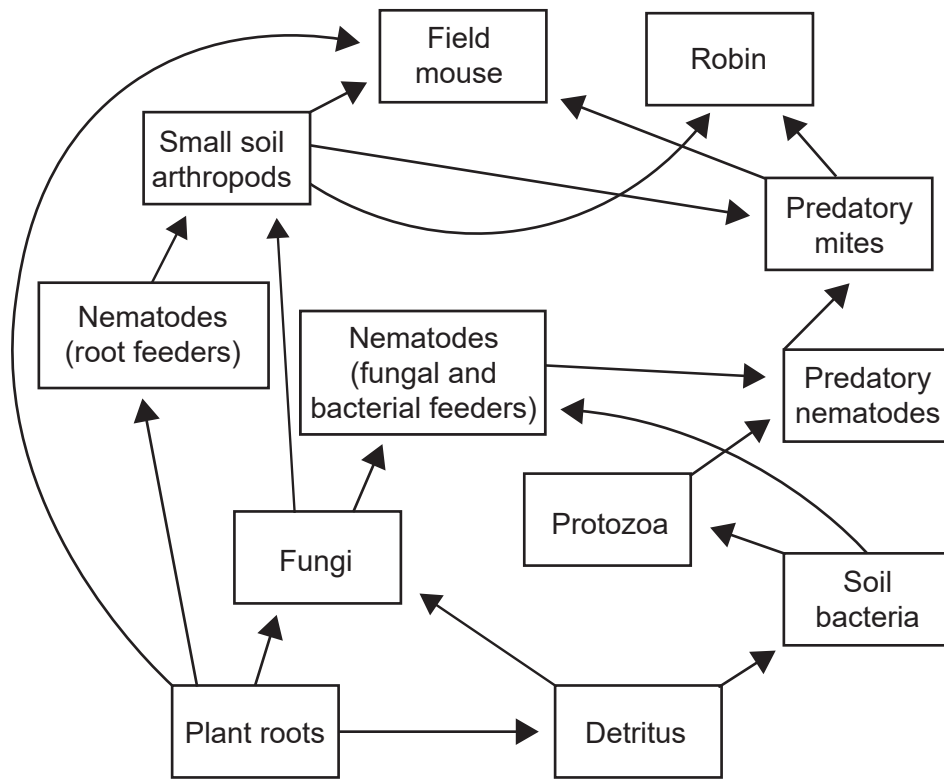 Field
mouse
Robin
Small soil
arthropods
Predatory
mites
Nematodes
(root feeders)
Nematodes
(fungal and
bacterial feeders)
Predatory
nematodes
Protozoa
Fungi
Soil
bacteria
Plant roots
Detritus